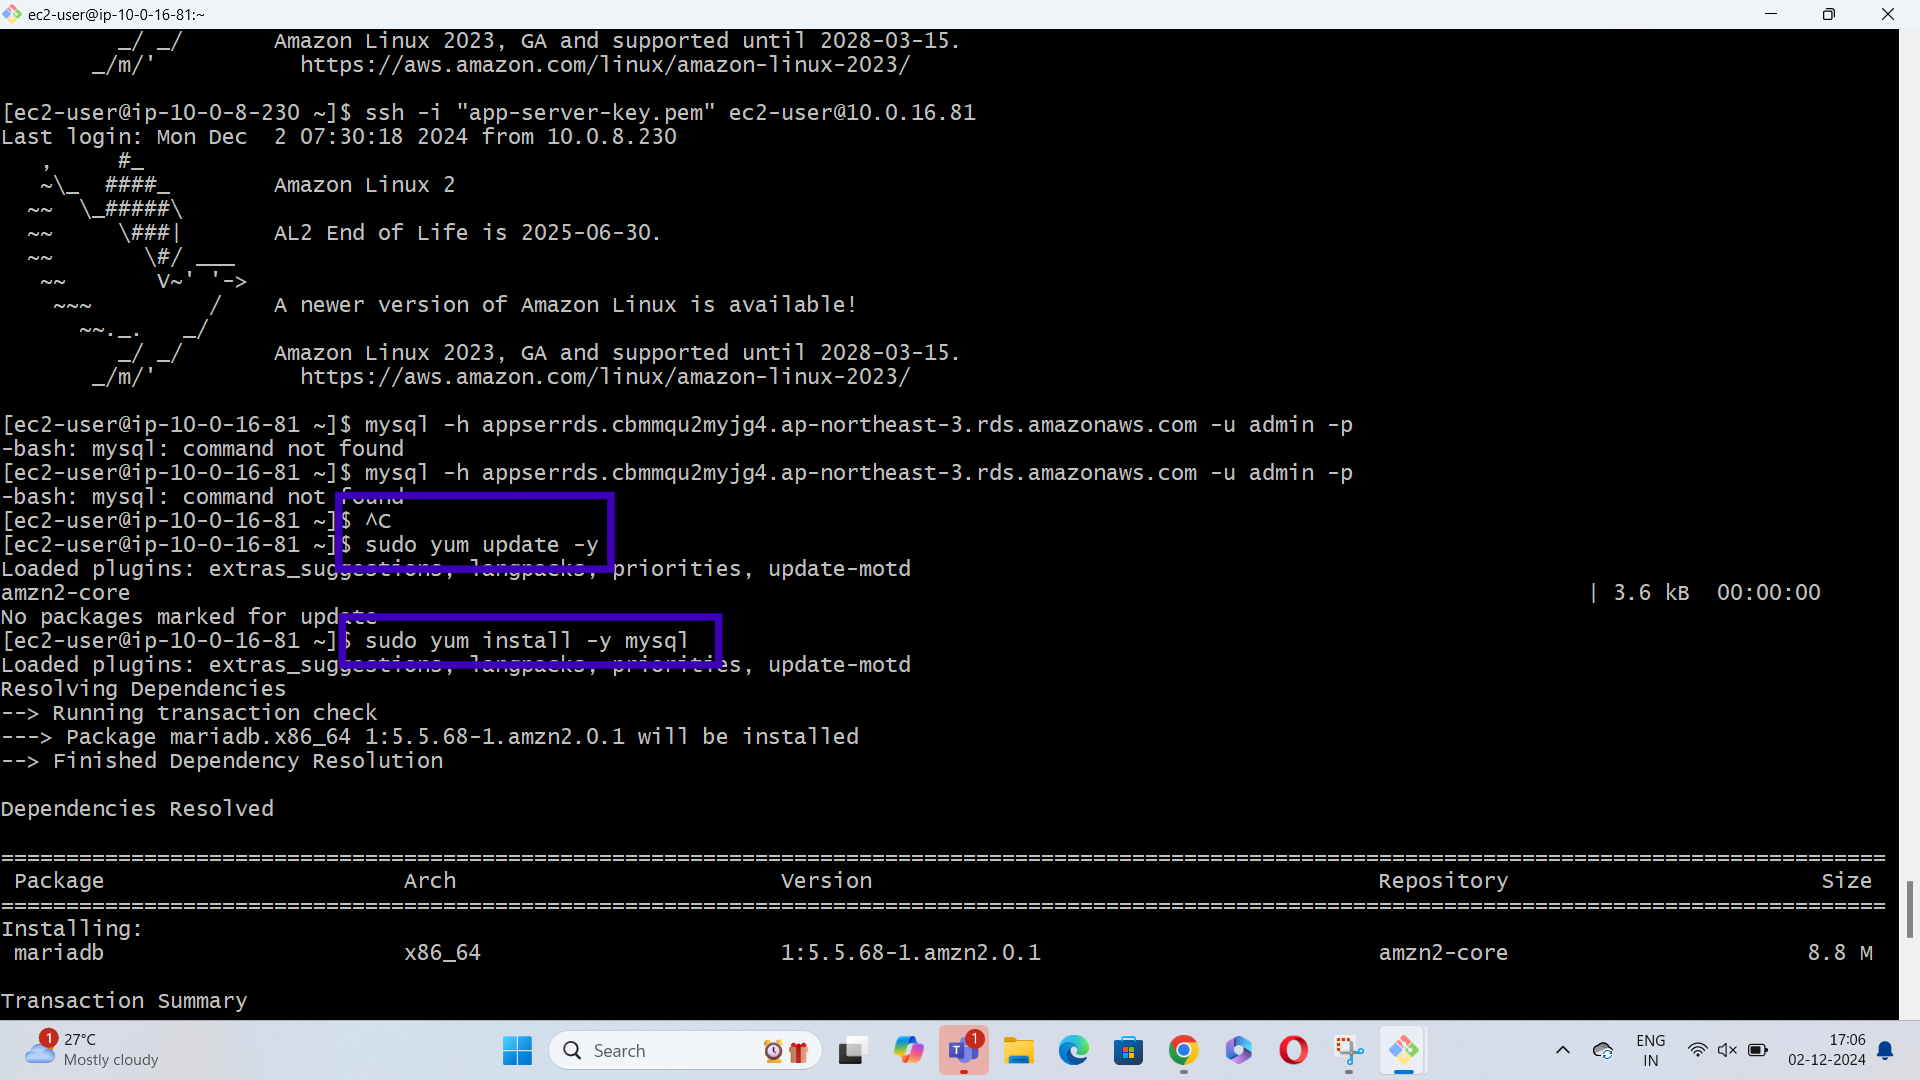 ec2-user@ip-10-0-16-81:~
_/ _/ Amazon Linux 2023, GA and supported until 2028-03-15.
_/m/' https://aws.amazon.com/linux/amazon-linux-2023/
[ec2-user@ip-10-0-8-230 ~]$ ssh -i "app-server-key.pem" ec2-user@10.0.16.81
Last login: Mon Dec  2 07:30:18 2024 from 10.0.8.230
   ,     #_
   ~\_  ####_        Amazon Linux 2
  ~~  \_#####\
  ~~     \###|       AL2 End of Life is 2025-06-30.
  ~~       \#/ ___
   ~~       V~' '->
    ~~~         /    A newer version of Amazon Linux is available!
      ~~._.   _/
         _/ _/       Amazon Linux 2023, GA and supported until 2028-03-15.
       _/m/'           https://aws.amazon.com/linux/amazon-linux-2023/
[ec2-user@ip-10-0-16-81 ~]$ mysql -h appserrds.cbmmqu2myjg4.ap-northeast-3.rds.amazonaws.com -u admin -p
-bash: mysql: command not found
[ec2-user@ip-10-0-16-81 ~]$ mysql -h appserrds.cbmmqu2myjg4.ap-northeast-3.rds.amazonaws.com -u admin -p
-bash: mysql: command not found
[ec2-user@ip-10-0-16-81 ~]$ ^C
[ec2-user@ip-10-0-16-81 ~]$ sudo yum update -y
Loaded plugins: extras_suggestions, langpacks, priorities, update-motd
amzn2-core | 3.6 kB  00:00:00
No packages marked for update
[ec2-user@ip-10-0-16-81 ~]$ sudo yum install -y mysql
Loaded plugins: extras_suggestions, langpacks, priorities, update-motd
Resolving Dependencies
--> Running transaction check
---> Package mariadb.x86_64 1:5.5.68-1.amzn2.0.1 will be installed
--> Finished Dependency Resolution
Dependencies Resolved
================================================================================
Package Arch Version Repository Size
================================================================================
Installing:
mariadb x86_64 1:5.5.68-1.amzn2.0.1 amzn2-core 8.8 M
Transaction Summary
1
27°C
Mostly cloudy
Search
1
ENG
IN
17:06
02-12-2024